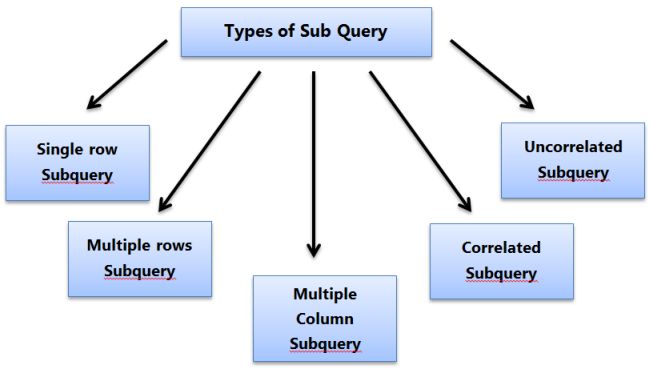 Types of Sub Query
Single row
Subquery
Multiple rows
Subquery
Multiple
Column
Subquery
Correlated
Subquery
Uncorrelated
Subquery